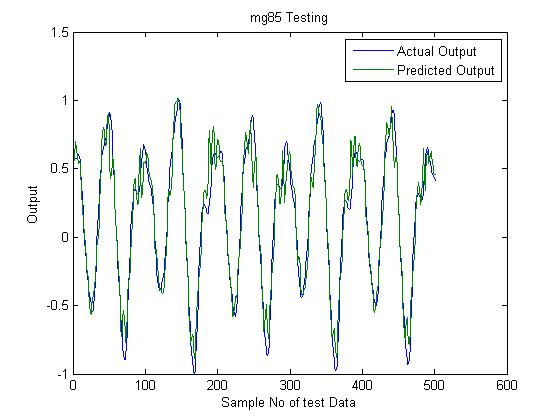 mg85 Testing
1.5
1
0.5
0
-0.5
-1
Output
Actual Output
Predicted Output
0 100 200 300 400 500 600
Sample No of test Data